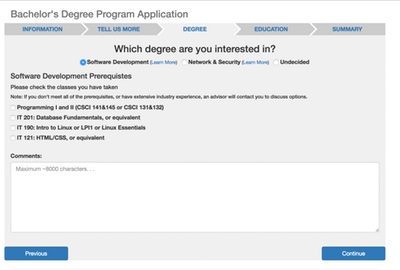 Bachelor's Degree Program Application
INFORMATION TELL US MORE DEGREE EDUCATION SUMMARY
Which degree are you interested in?
Software Development (Learn More) Network & Security (Learn More) Undecided
Software Development Prerequistes
Please check the classes you have taken
Note: If you don't meet all of the prerequisites, or have extensive industry experience, an advisor will contact you to discuss options.
Programming I and II (CSCI 141&145 or CSCI 131&132)
IT 201: Database Fundamentals, or equivalent
IT 190: Intro to Linux or LPI1 or Linux Essentials
IT 121: HTML/CSS, or equivalent
Comments:
Maximum ~8000 characters. . .
Previous Continue